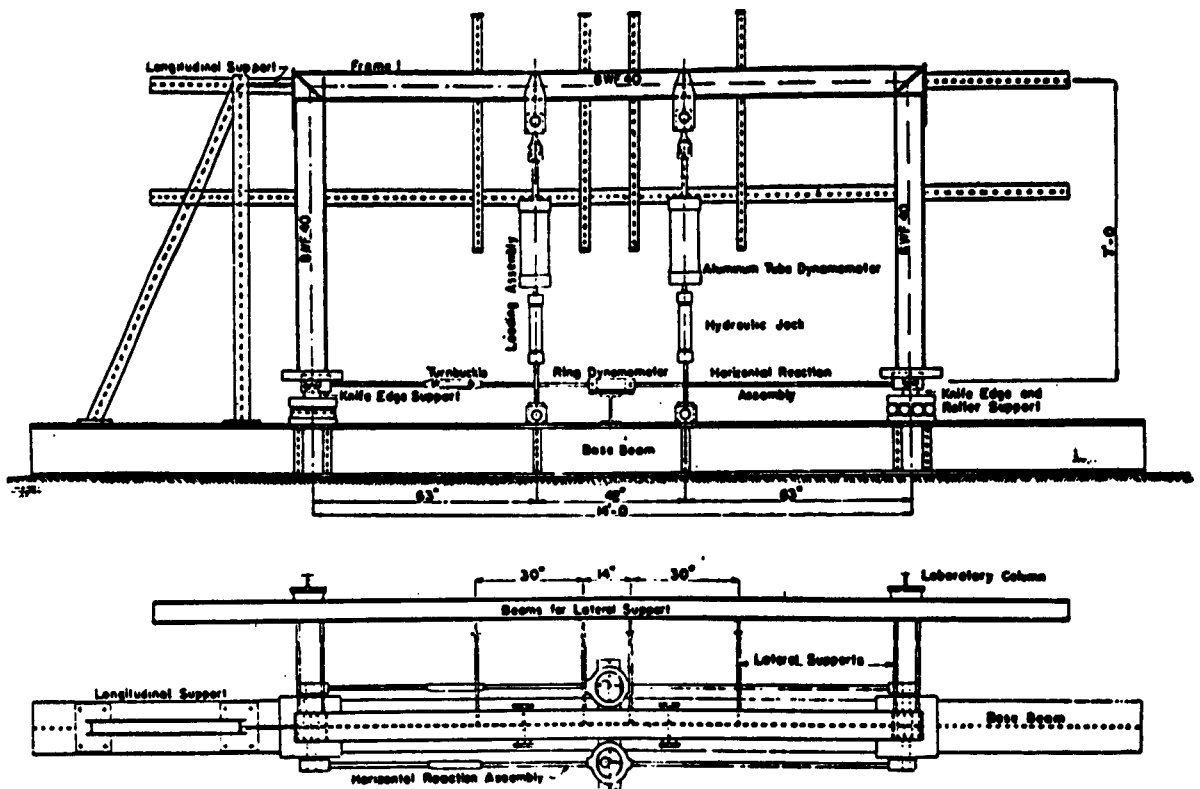 Longitudinal Support
Frame 1
8WF 40
8WF 40
8WF 40
7'-0
Loading Assembly
Aluminum Tube Dynamometer
Hydraulic Jack
Turnbuckle
Ring Dynamometer
Horizontal Reaction
Assembly
Knife Edge Support
Knife Edge and
Roller Support
Base Beam
63"
63"
14'-0
30"
14"
30"
Laboratory Column
Beams for Lateral Support
Lateral Supports
Longitudinal Support
Base Beam
Horizontal Reaction Assembly